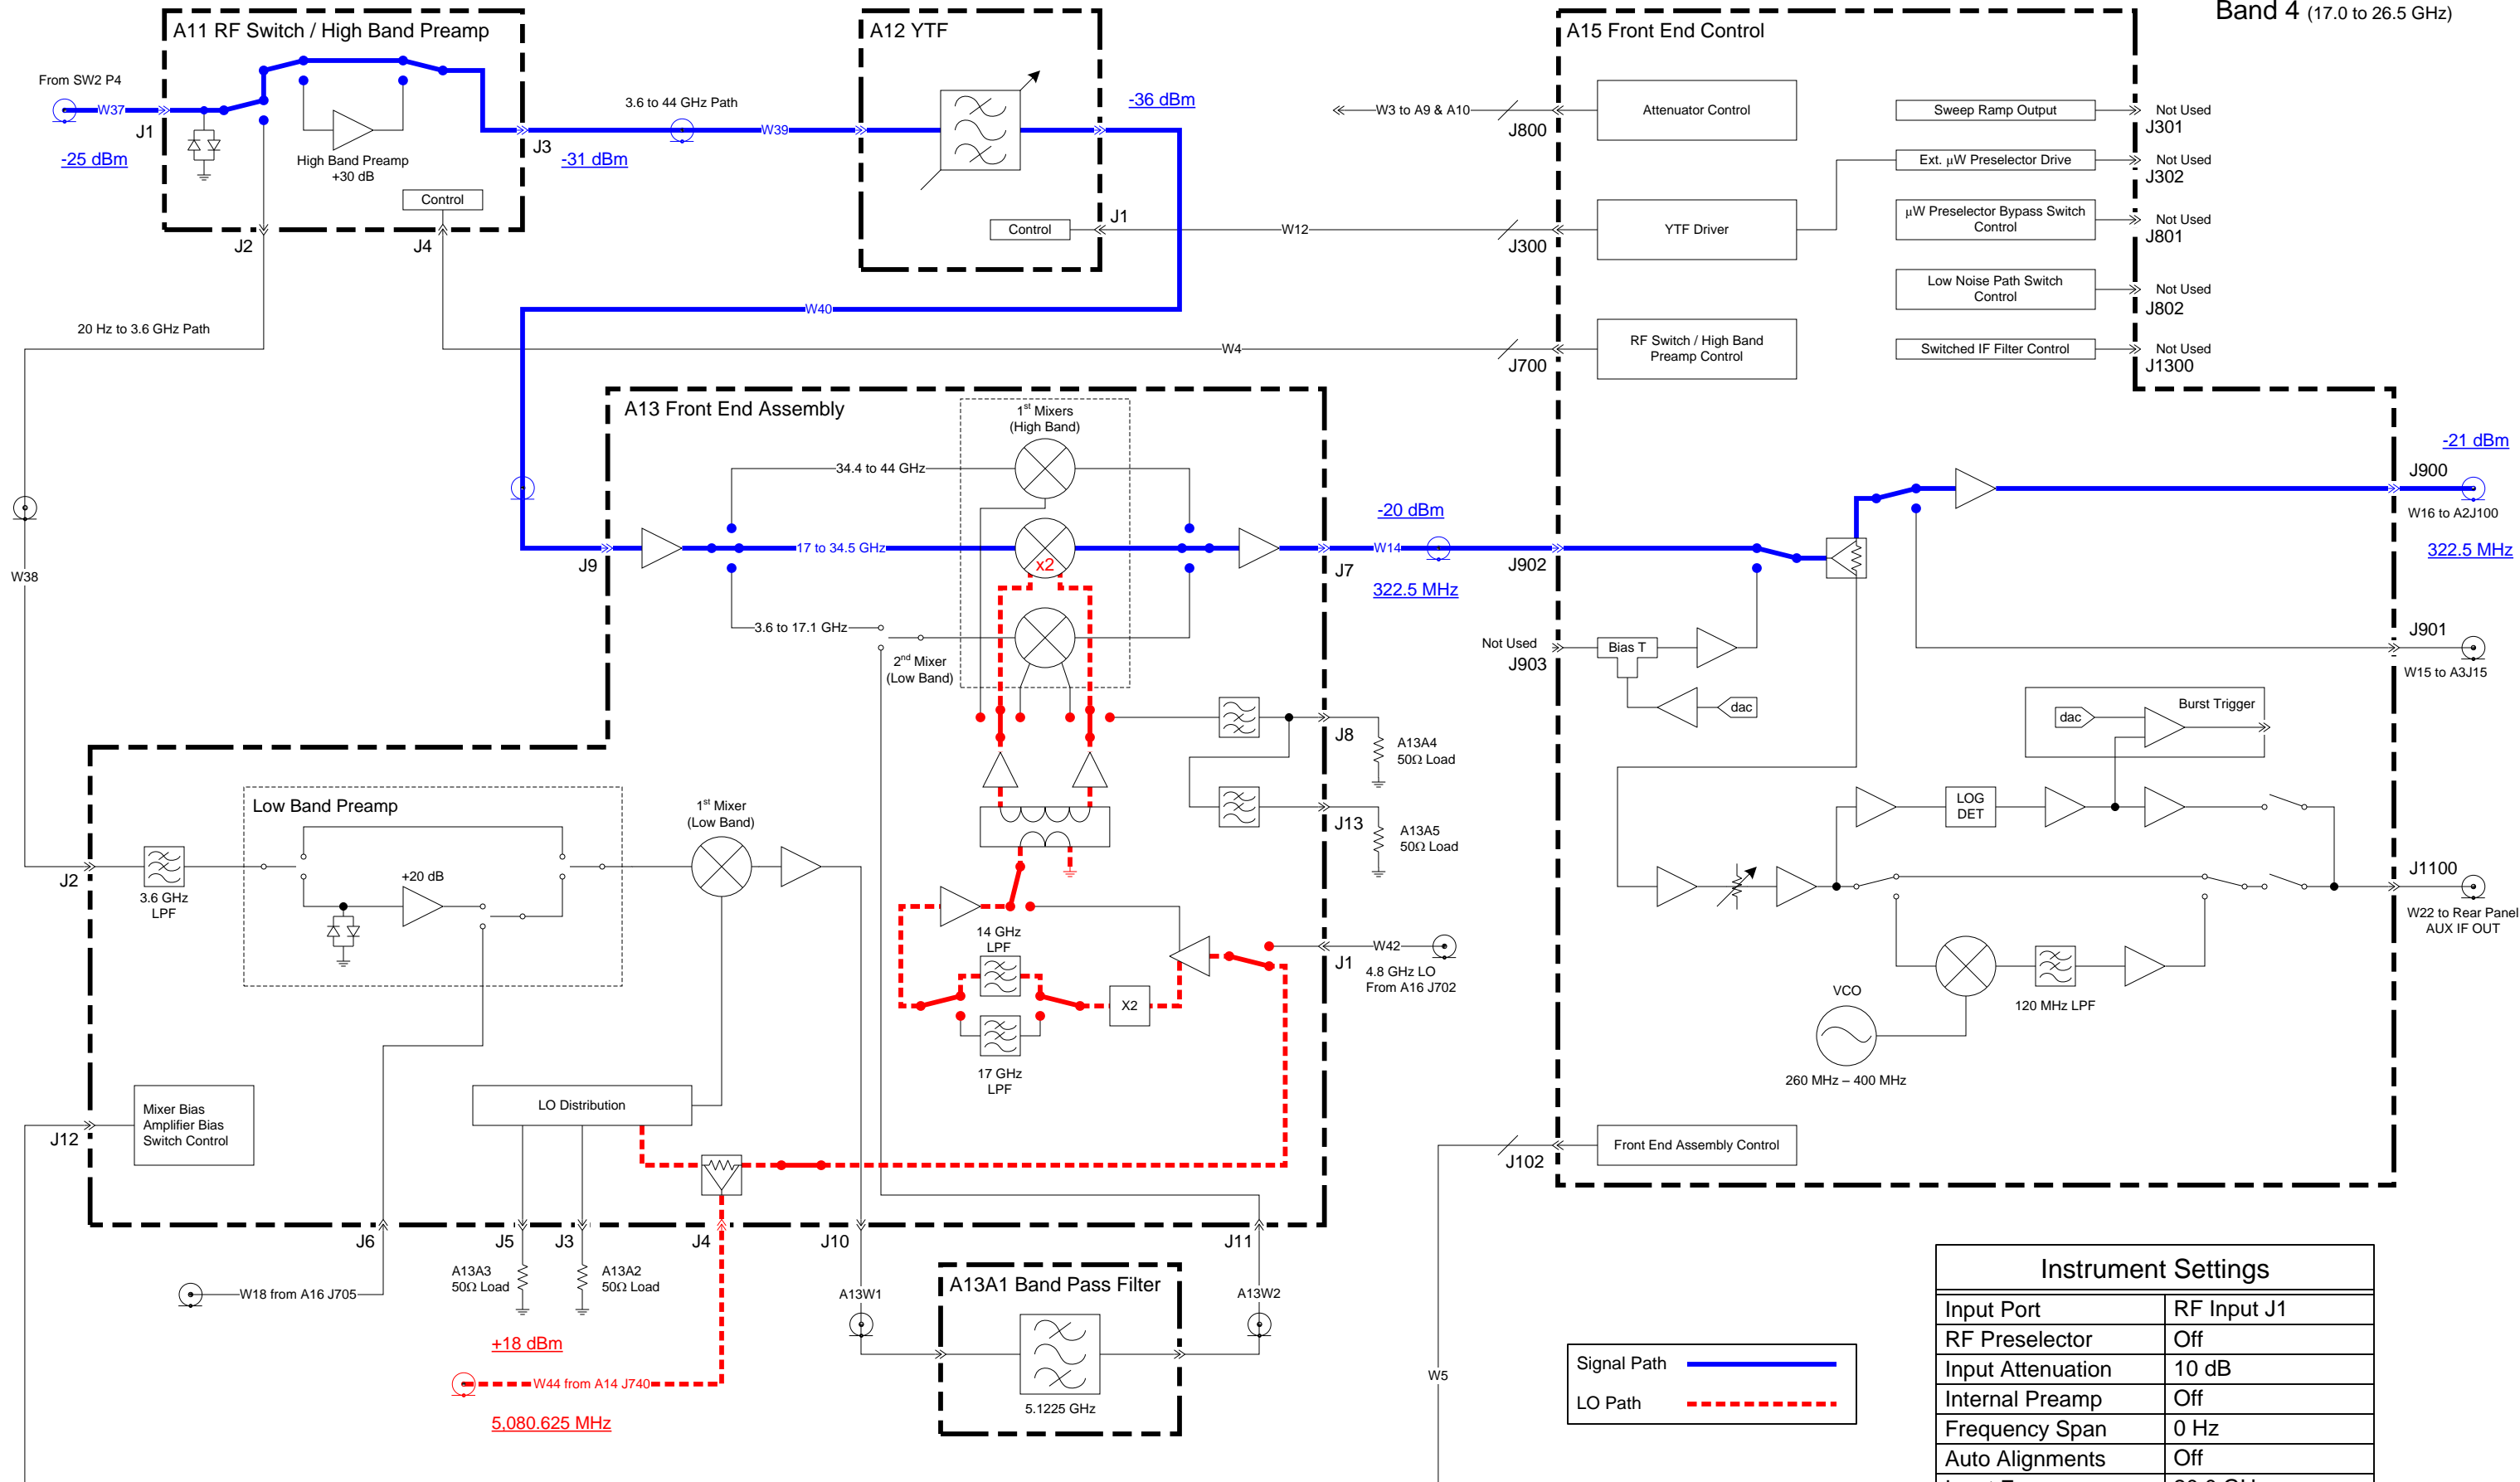 Band 4 (17.0 to 26.5 GHz)
A11 RF Switch / High Band Preamp
From SW2 P4
W37
J1
-25 dBm
High Band Preamp
+30 dB
Control
J2
J4
J3
-31 dBm
3.6 to 44 GHz Path
W39
A12 YTF
-36 dBm
Control
J1
W12
W40
W4
20 Hz to 3.6 GHz Path
W38
A15 Front End Control
W3 to A9 & A10
J800
Attenuator Control
J300
YTF Driver
J700
RF Switch / High Band
Preamp Control
Sweep Ramp Output
Not Used
J301
Ext. µW Preselector Drive
Not Used
J302
µW Preselector Bypass Switch
Control
Not Used
J801
Low Noise Path Switch
Control
Not Used
J802
Switched IF Filter Control
Not Used
J1300
A13 Front End Assembly
1st Mixers
(High Band)
34.4 to 44 GHz
17 to 34.5 GHz
x2
3.6 to 17.1 GHz
2nd Mixer
(Low Band)
J9
J7
-20 dBm
W14
322.5 MHz
J902
-21 dBm
J900
W16 to A2J100
322.5 MHz
J901
W15 to A3J15
Not Used
J903
Bias T
dac
dac
Burst Trigger
LOG
DET
J1100
W22 to Rear Panel
AUX IF OUT
VCO
260 MHz – 400 MHz
120 MHz LPF
J8
A13A4
50Ω Load
J13
A13A5
50Ω Load
Low Band Preamp
+20 dB
1st Mixer
(Low Band)
J2
3.6 GHz
LPF
14 GHz
LPF
17 GHz
LPF
X2
J1
W42
4.8 GHz LO
From A16 J702
J12
Mixer Bias
Amplifier Bias
Switch Control
LO Distribution
J102
Front End Assembly Control
J6
J5
J3
J4
J10
J11
W18 from A16 J705
A13A3
50Ω Load
A13A2
50Ω Load
+18 dBm
W44 from A14 J740
5,080.625 MHz
A13W1
A13A1 Band Pass Filter
5.1225 GHz
A13W2
W5
Signal Path
LO Path
Instrument Settings
Input Port RF Input J1
RF Preselector Off
Input Attenuation 10 dB
Internal Preamp Off
Frequency Span 0 Hz
Auto Alignments Off